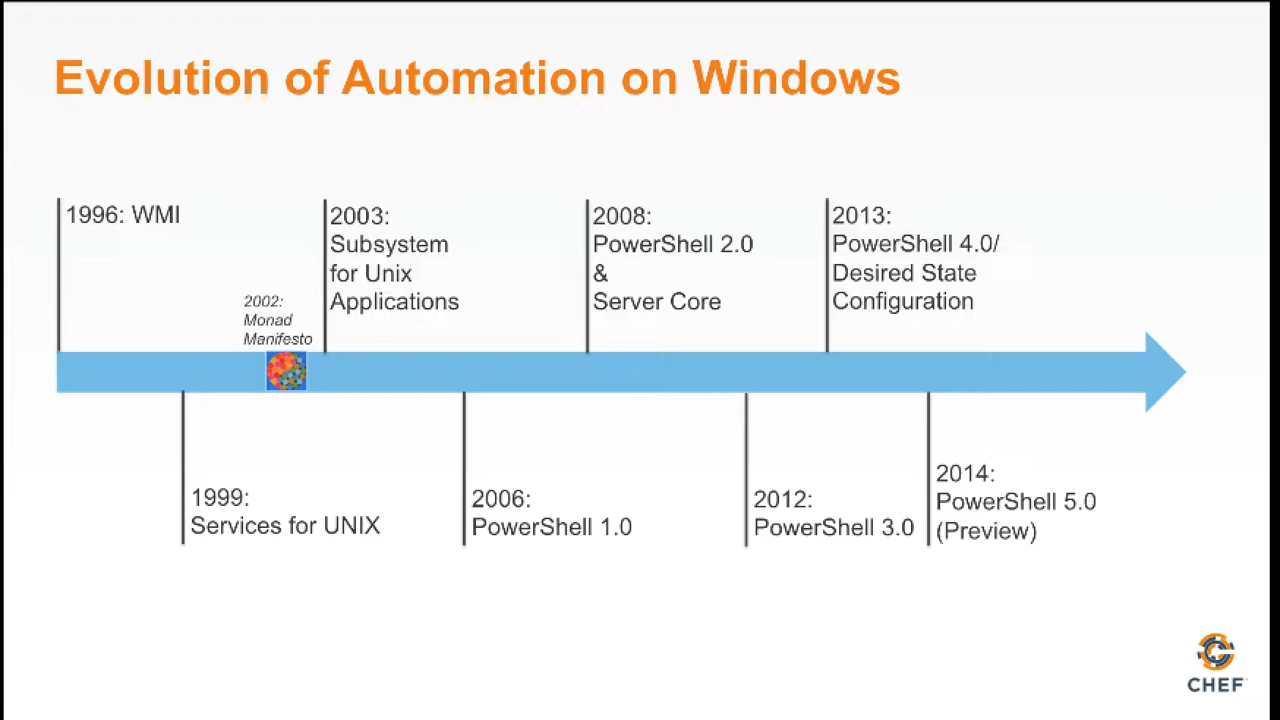 Evolution of Automation on Windows
1996: WMI
2002:
Monad
Manifesto
2003:
Subsystem
for Unix
Applications
2008:
PowerShell 2.0
&
Server Core
2013:
PowerShell 4.0/
Desired State
Configuration
1999:
Services for UNIX
2006:
PowerShell 1.0
2012:
PowerShell 3.0
2014:
PowerShell 5.0
(Preview)
CHEF